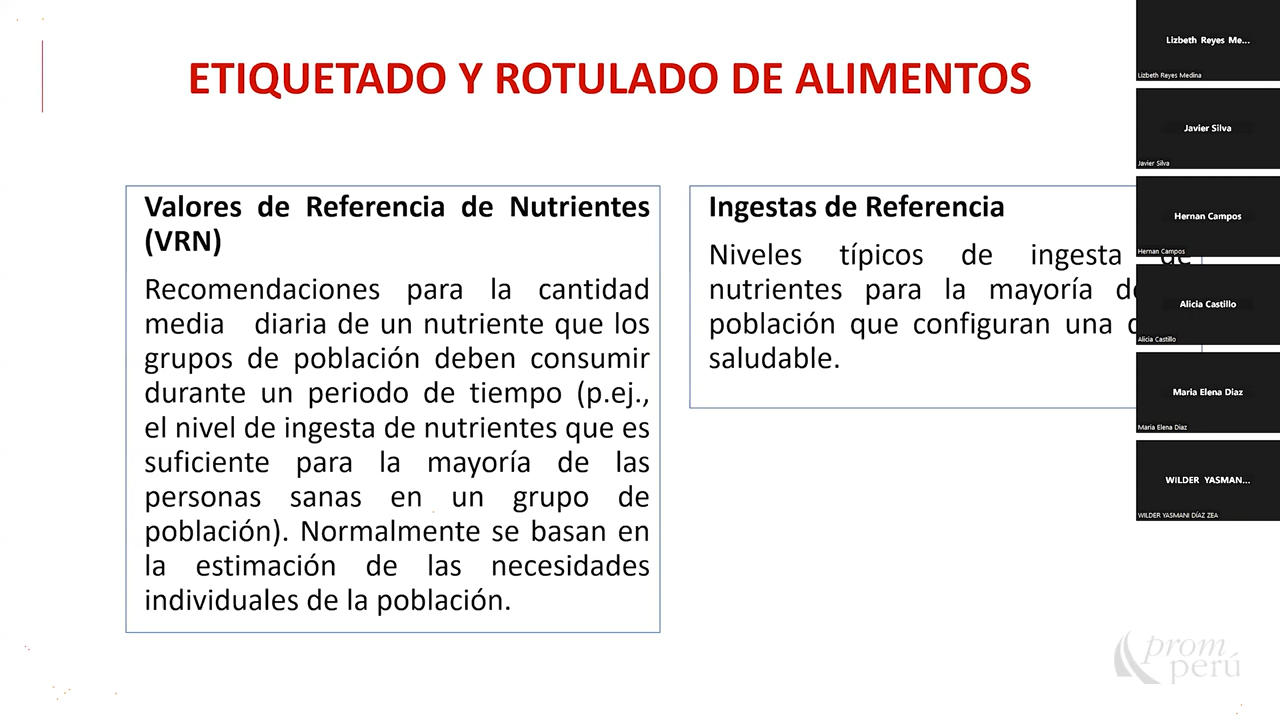 ETIQUETADO Y ROTULADO DE ALIMENTOS
Valores de Referencia de Nutrientes
(VRN)
Recomendaciones para la cantidad
media diaria de un nutriente que los
grupos de población deben consumir
durante un periodo de tiempo (p.ej.,
el nivel de ingesta de nutrientes que es
suficiente para la mayoría de las
personas sanas en un grupo de
población). Normalmente se basan en
la estimación de las necesidades
individuales de la población.
Ingestas de Referencia
Niveles típicos de ingesta de
nutrientes para la mayoría de
población que configuran una
saludable.
Lizbeth Reyes Me...
Lizbeth Reyes Medina
Javier Silva
Javier Silva
Hernan Campos
Hernan Campos
Alicia Castillo
Alicia Castillo
Maria Elena Diaz
Maria Elena Diaz
WILDER YASMAN...
WILDER YASMANI DÍAZ ZEA
prom
perú